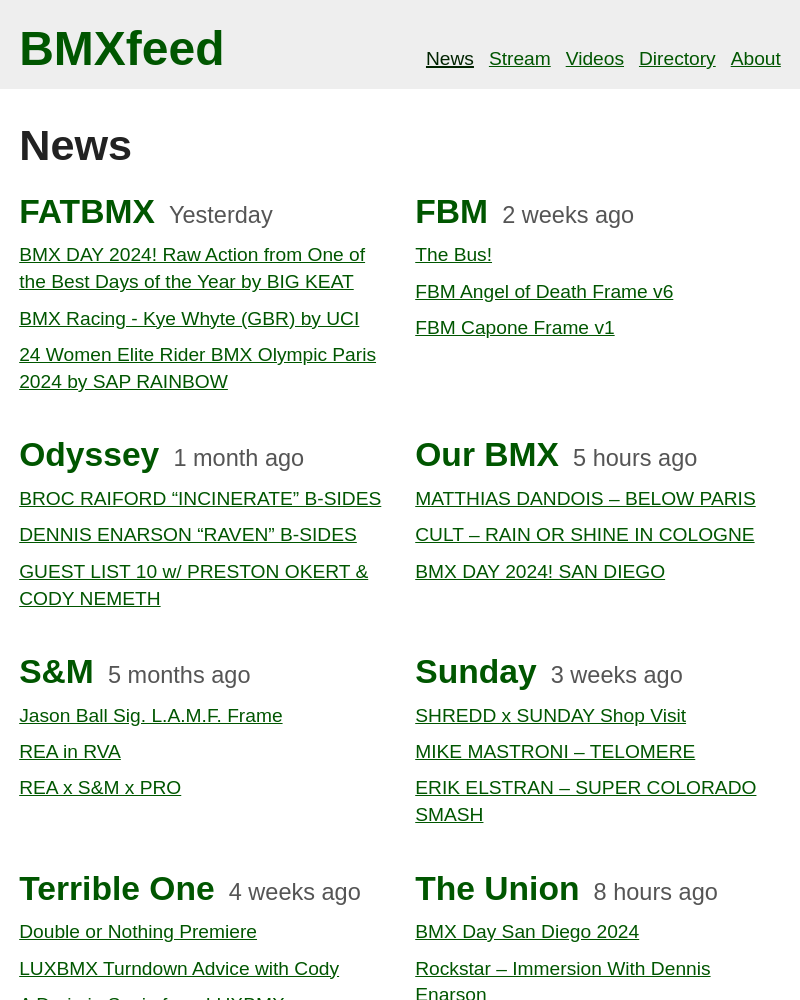 BMXfeed
News Stream Videos Directory About
News
FATBMX Yesterday
BMX DAY 2024! Raw Action from One of
the Best Days of the Year by BIG KEAT
BMX Racing - Kye Whyte (GBR) by UCI
24 Women Elite Rider BMX Olympic Paris
2024 by SAP RAINBOW
FBM 2 weeks ago
The Bus!
FBM Angel of Death Frame v6
FBM Capone Frame v1
Odyssey 1 month ago
BROC RAIFORD “INCINERATE” B-SIDES
DENNIS ENARSON “RAVEN” B-SIDES
GUEST LIST 10 w/ PRESTON OKERT &
CODY NEMETH
Our BMX 5 hours ago
MATTHIAS DANDOIS – BELOW PARIS
CULT – RAIN OR SHINE IN COLOGNE
BMX DAY 2024! SAN DIEGO
S&M 5 months ago
Jason Ball Sig. L.A.M.F. Frame
REA in RVA
REA x S&M x PRO
Sunday 3 weeks ago
SHREDD x SUNDAY Shop Visit
MIKE MASTRONI – TELOMERE
ERIK ELSTRAN – SUPER COLORADO
SMASH
Terrible One 4 weeks ago
Double or Nothing Premiere
LUXBMX Turndown Advice with Cody
The Union 8 hours ago
BMX Day San Diego 2024
Rockstar – Immersion With Dennis
Enarson